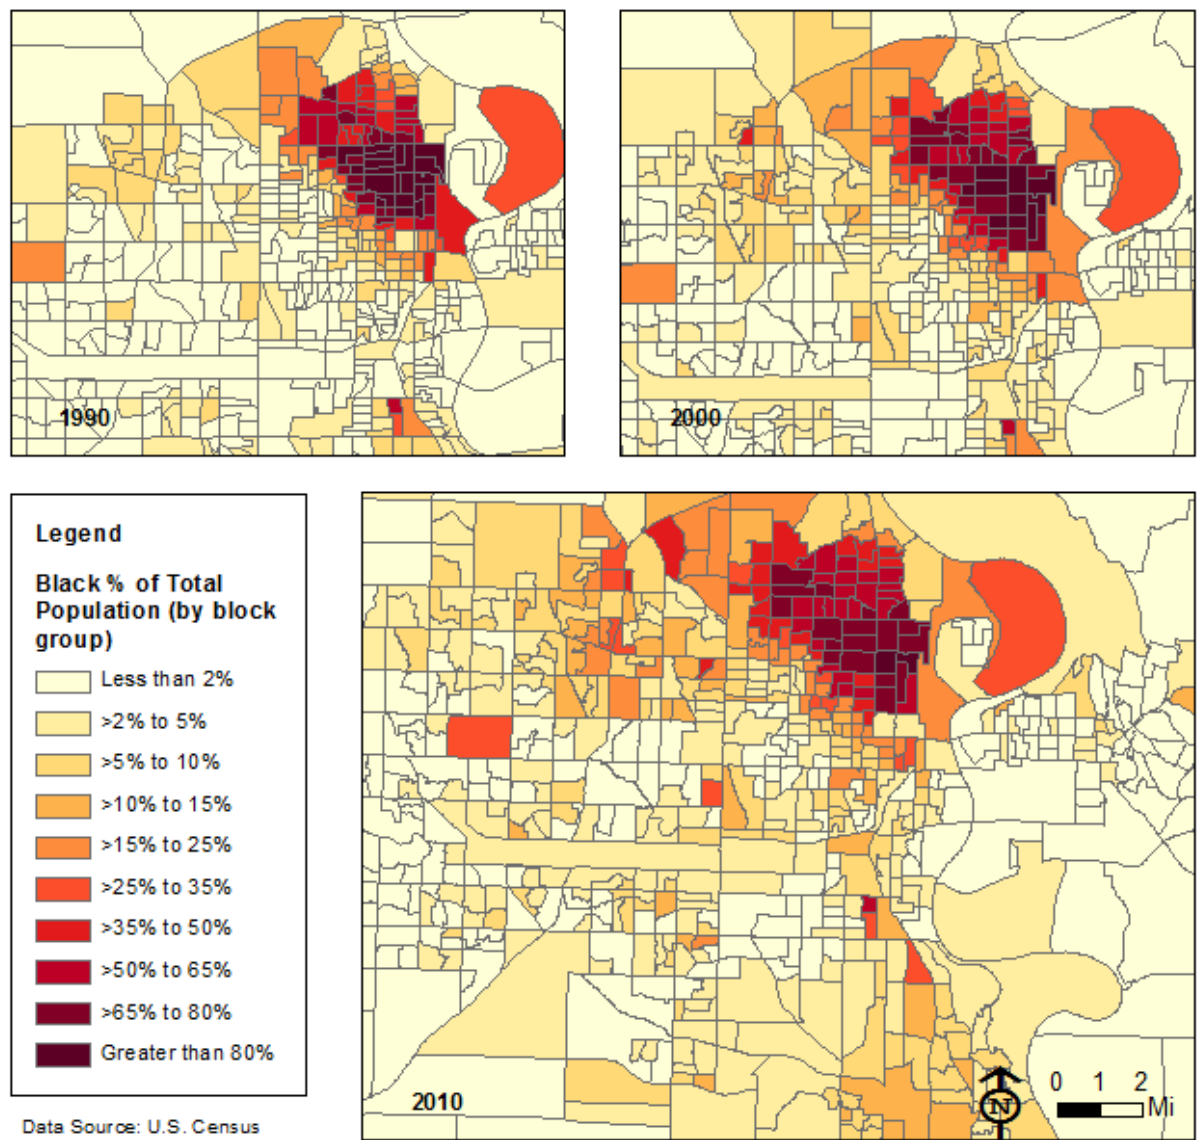 1990
2000
Legend
Black % of Total
Population (by block
group)
Less than 2%
>2% to 5%
>5% to 10%
>10% to 15%
>15% to 25%
>25% to 35%
>35% to 50%
>50% to 65%
>65% to 80%
Greater than 80%
Data Source: U.S. Census
2010
N
0 1 2
Mi